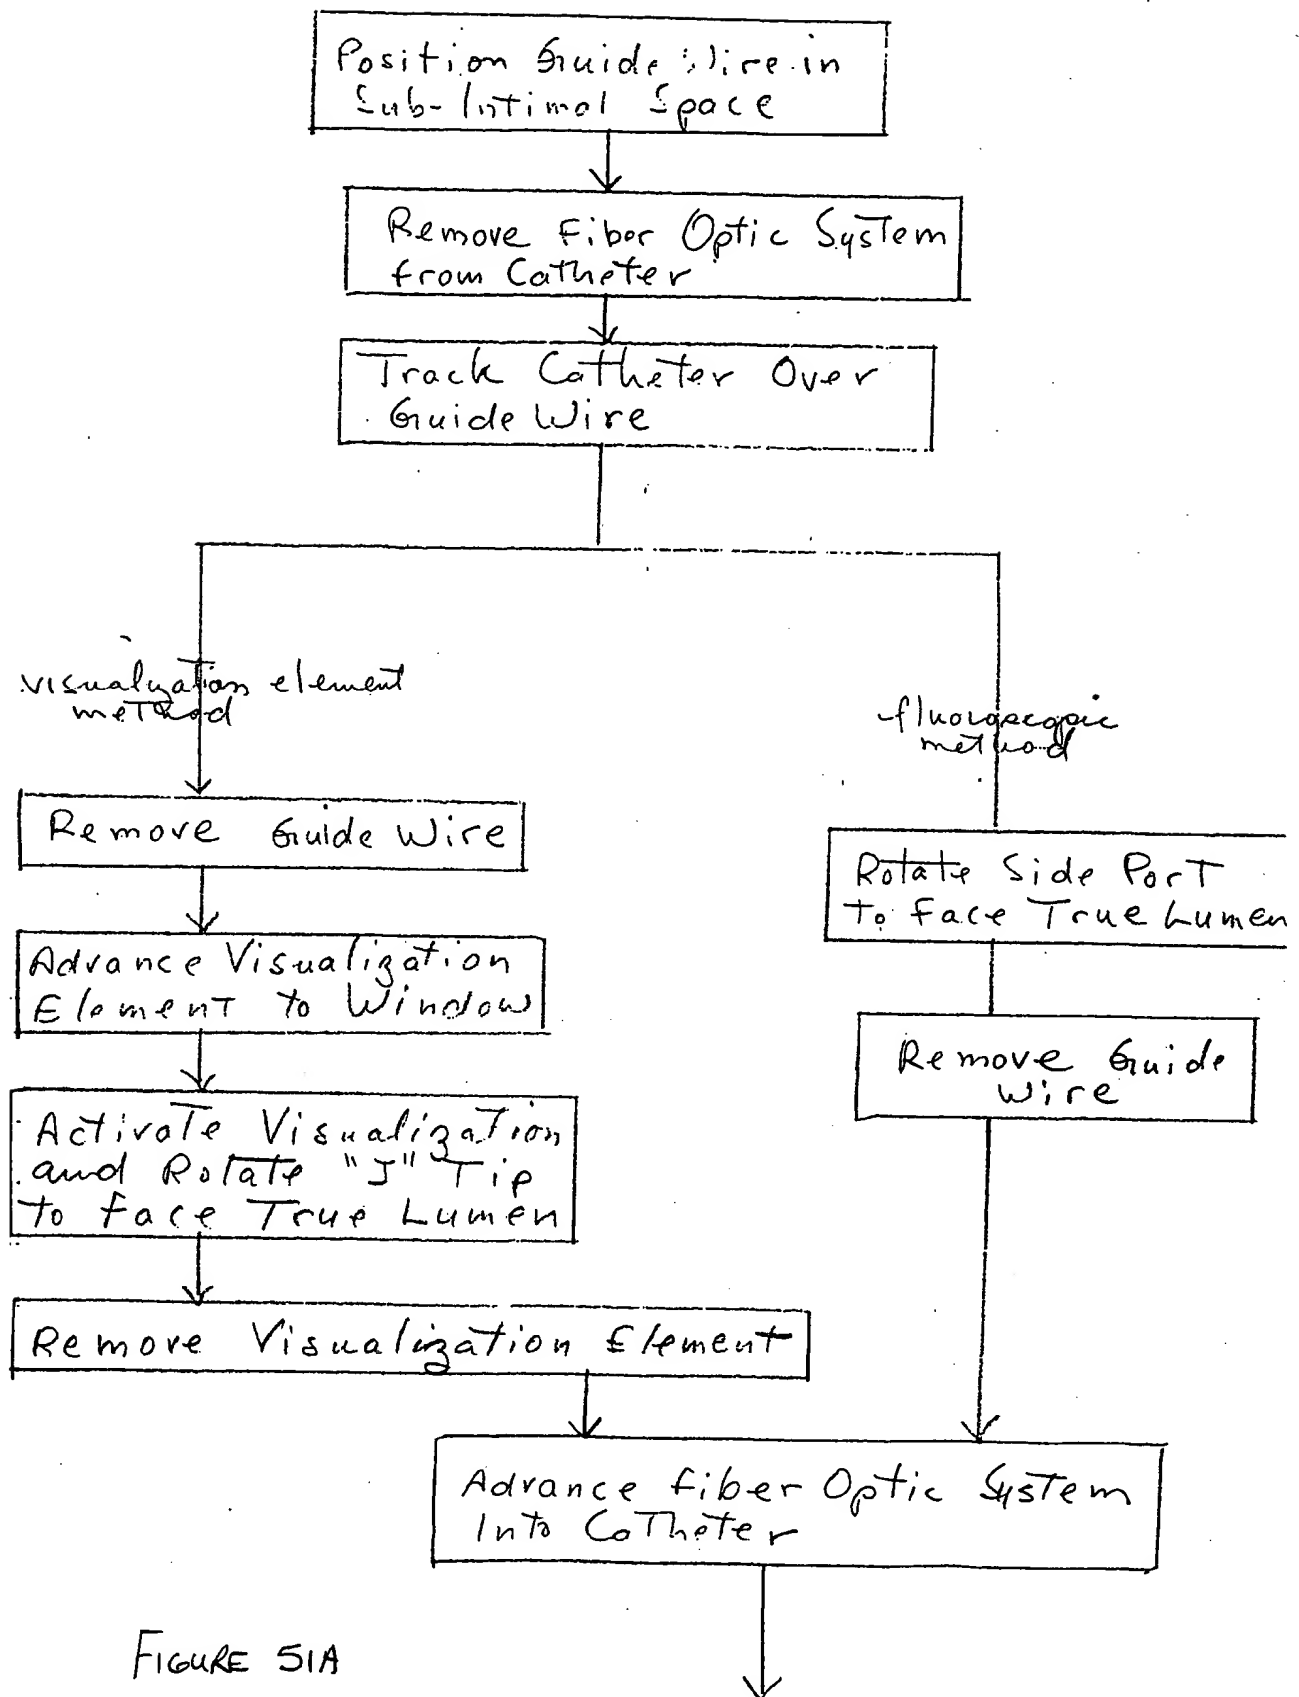 Position Guide Wire in
Sub-Intimal Space
Remove Fiber Optic System
from Catheter
Track Catheter Over
Guide Wire
visualization element
method
fluoroscopic
method
Remove Guide Wire
Rotate Side Port
to Face True Lumen
Advance Visualization
Element to Window
Remove Guide
Wire
Activate Visualization
and Rotate "J" Tip
to Face True Lumen
Remove Visualization Element
Advance Fiber Optic System
Into Catheter
FIGURE 51A